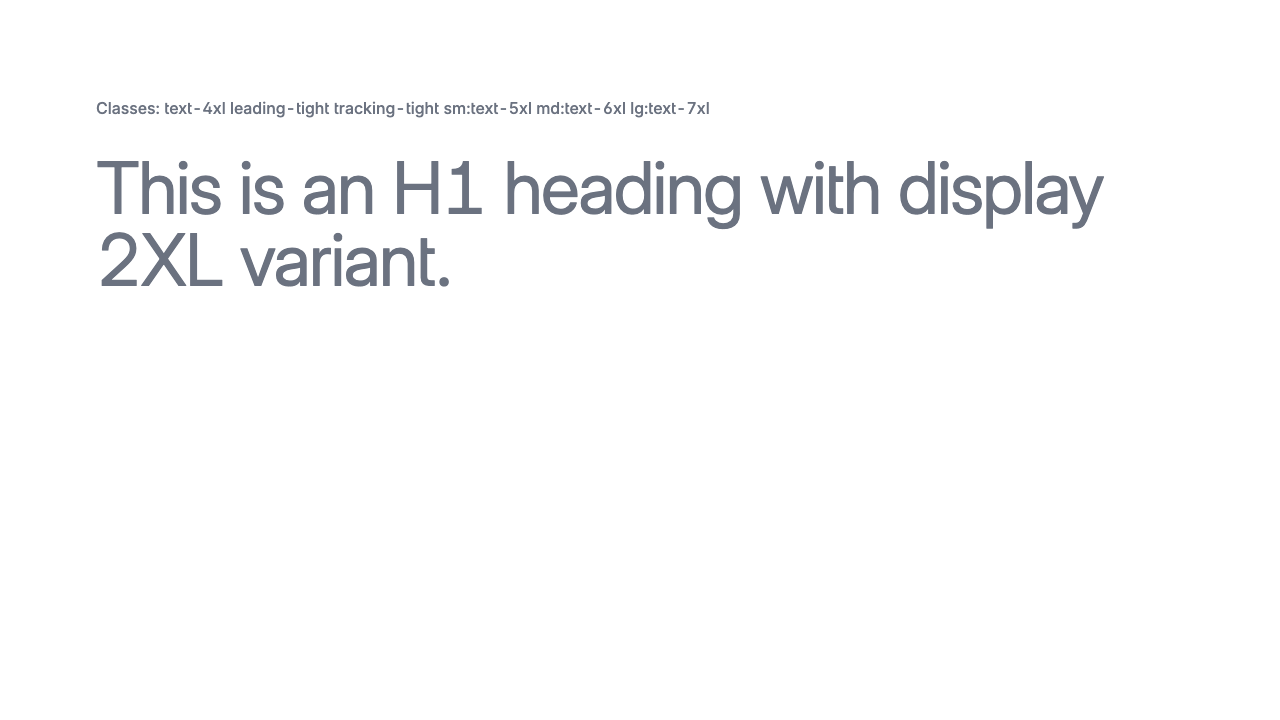 Classes: text-4xl leading-tight tracking-tight sm:text-5xl md:text-6xl lg:text-7xl
This is an H1 heading with display
2XL variant.